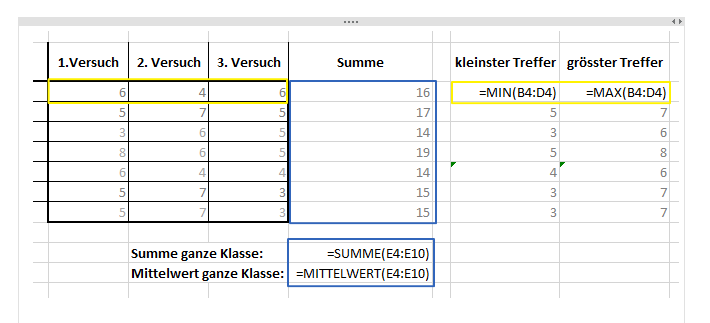 1.Versuch 2. Versuch 3. Versuch Summe kleinster Treffer grösster Treffer
6 4 6 16 =MIN(B4:D4) =MAX(B4:D4)
5 7 5 17 5 7
3 6 5 14 3 6
8 6 5 19 5 8
6 4 4 14 4 6
5 7 3 15 3 7
5 7 3 15 3 7
Summe ganze Klasse: =SUMME(E4:E10)
Mittelwert ganze Klasse: =MITTELWERT(E4:E10)